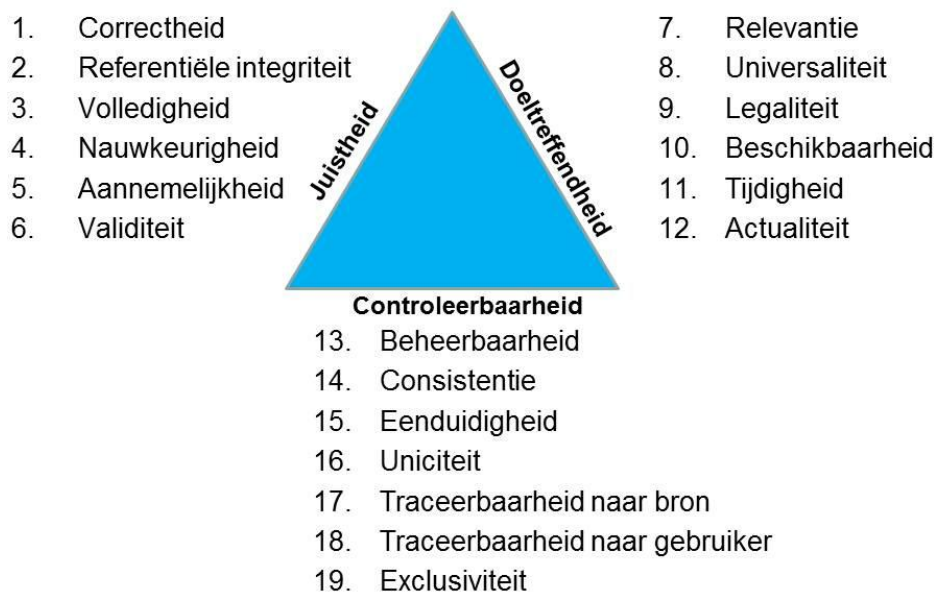 1. Correctheid
2. Referentiële integriteit
3. Volledigheid
4. Nauwkeurigheid
5. Aannemelijkheid
6. Validiteit
Juistheid
Doeltreffendheid
7. Relevantie
8. Universaliteit
9. Legaliteit
10. Beschikbaarheid
11. Tijdigheid
12. Actualiteit
Controleerbaarheid
13. Beheerbaarheid
14. Consistentie
15. Eenduidigheid
16. Uniciteit
17. Traceerbaarheid naar bron
18. Traceerbaarheid naar gebruiker
19. Exclusiviteit